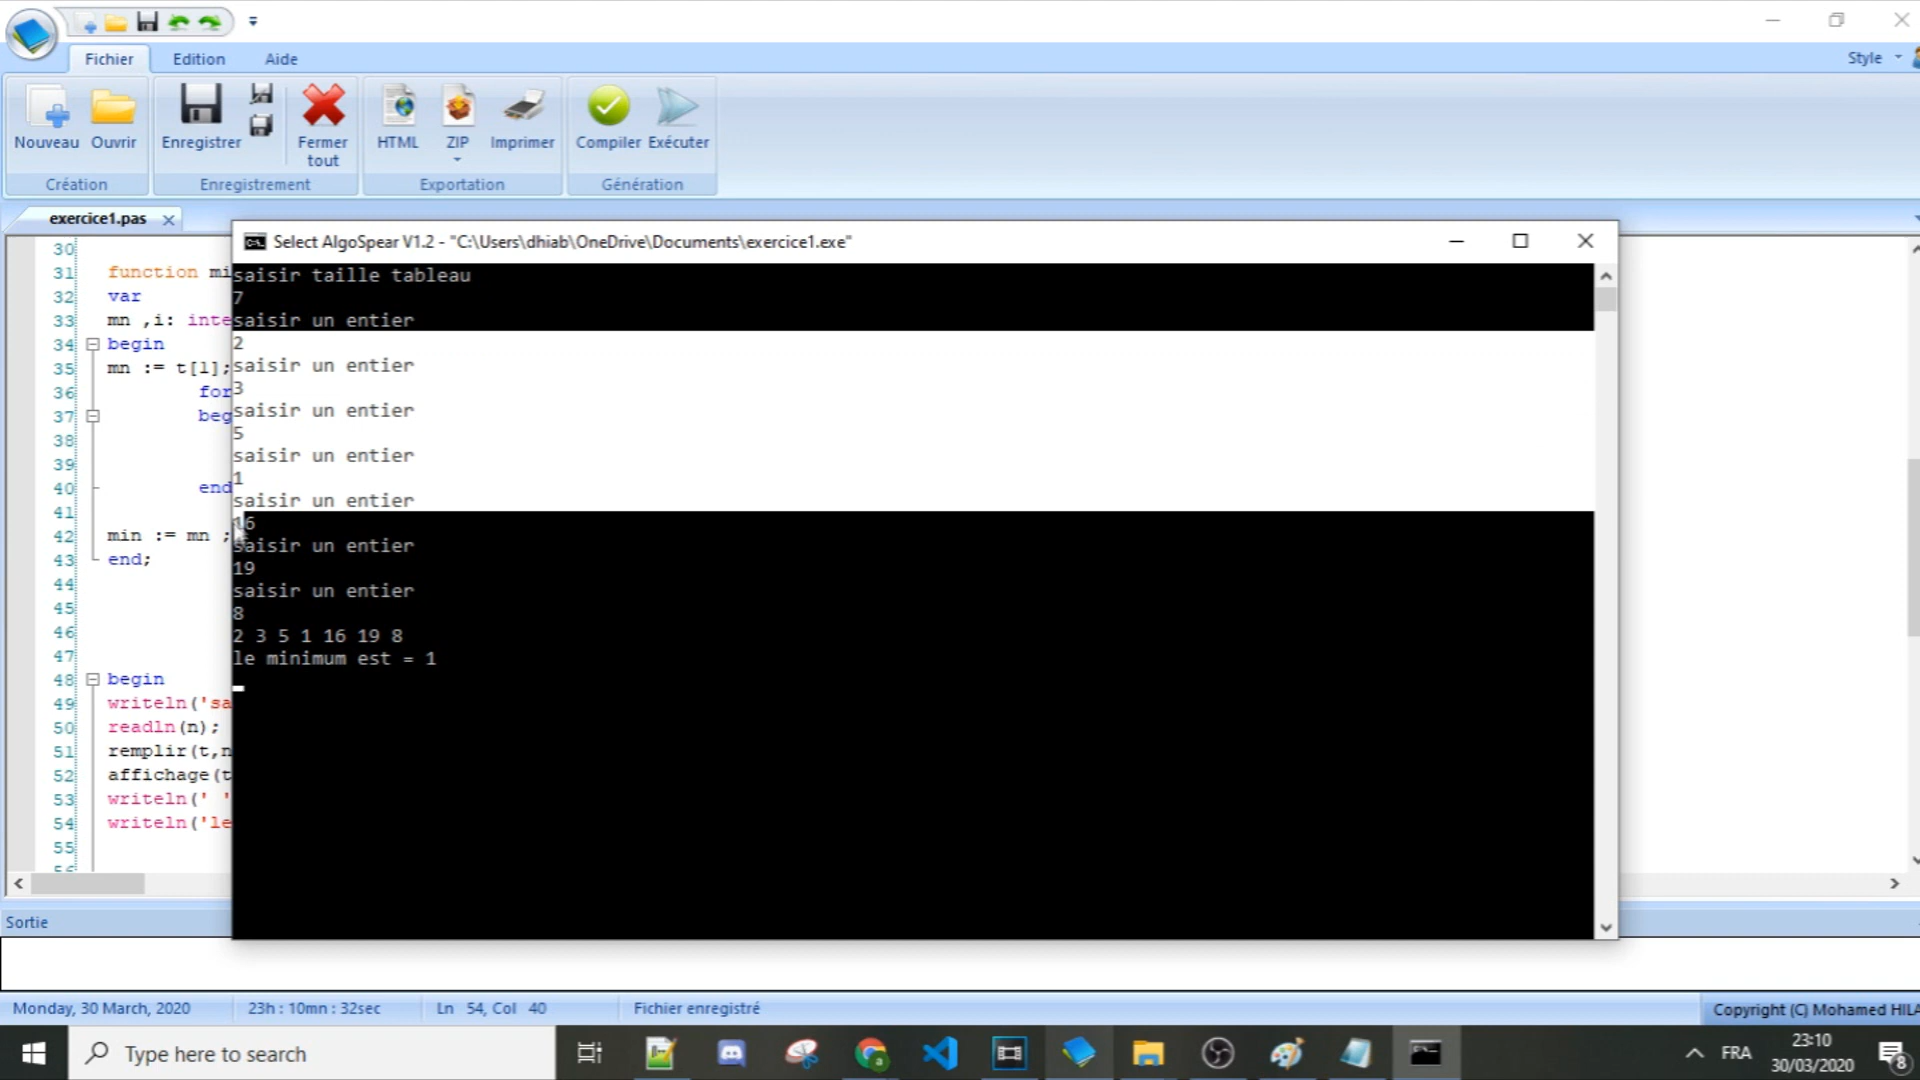 Fichier Edition Aide Style
Nouveau Ouvrir Enregistrer Fermer tout HTML ZIP Imprimer Compiler Exécuter
Création Enregistrement Exportation Génération
exercice1.pas
Select AlgoSpear V1.2 - "C:\Users\dhiab\OneDrive\Documents\exercice1.exe"
saisir taille tableau
7
saisir un entier
2
saisir un entier
3
saisir un entier
5
saisir un entier
1
saisir un entier
16
saisir un entier
19
saisir un entier
8
2 3 5 1 16 19 8
le minimum est = 1
30
31 function mi
32 var
33 mn ,i: inte
34 begin
35 mn := t[1];
36 for
37 beg
38
39
40 end
41
42 min := mn ;
43 end;
44
45
46
47
48 begin
49 writeln('sa
50 readln(n);
51 remplir(t,n
52 affichage(t
53 writeln(' '
54 writeln('le
55
Sortie
Monday, 30 March, 2020 23h : 10mn : 32sec Ln 54, Col 40 Fichier enregistré Copyright (C) Mohamed HILA
Type here to search FRA 23:10
30/03/2020 8